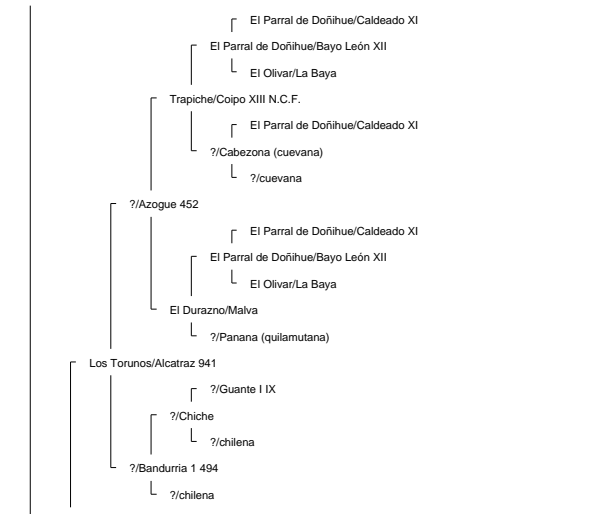 El Parral de Doñihue/Caldeado XI
El Parral de Doñihue/Bayo León XII
El Olivar/La Baya
Trapiche/Coipo XIII N.C.F.
El Parral de Doñihue/Caldeado XI
?/Cabezona (cuevana)
?/cuevana
?/Azogue 452
El Parral de Doñihue/Caldeado XI
El Parral de Doñihue/Bayo León XII
El Olivar/La Baya
El Durazno/Malva
?/Panana (quilamutana)
Los Torunos/Alcatraz 941
?/Guante I IX
?/Chiche
?/chilena
?/Bandurria 1 494
?/chilena